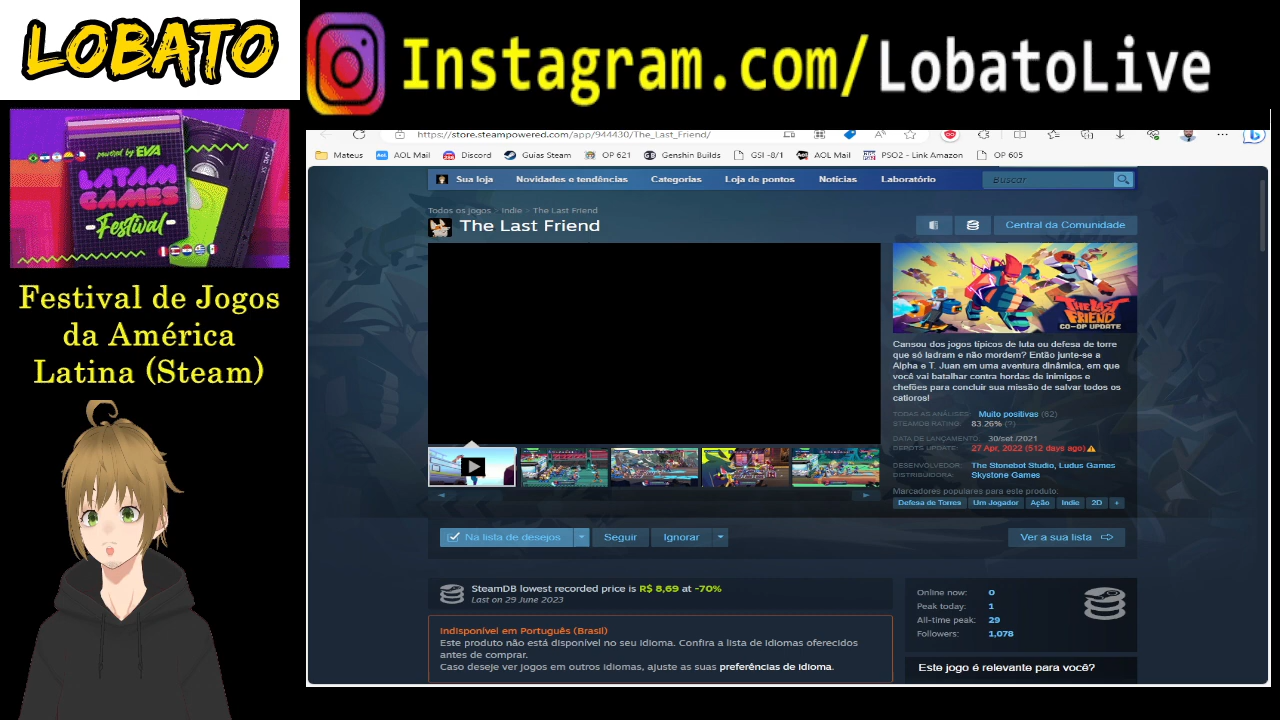 LOBATO
Instagram.com/LobatoLive
powered by EVA
LATAM
GAMES
Festival
Festival de Jogos
da América
Latina (Steam)
https://store.steampowered.com/app/944430/The_Last_Friend/
Mateus AOL Mail Discord Guias Steam OP 621 Genshin Builds GSI -8/1 AOL Mail PSO2 - Link Amazon OP 605
Sua loja Novidades e tendências Categorias Loja de pontos Notícias Laboratório Buscar
Todos os jogos > Indie > The Last Friend
The Last Friend
Central da Comunidade
THE LAST
FRIEND
CO-OP UPDATE
Cansou dos jogos típicos de luta ou defesa de torre
que só ladram e não mordem? Então junte-se a
Alpha e T. Juan em uma aventura dinâmica, em que
você vai batalhar contra hordas de inimigos e
chefões para concluir sua missão de salvar todos os
catioros!
TODAS AS ANÁLISES: Muito positivas (62)
STEAMDB RATING: 83.26% (?)
DATA DE LANÇAMENTO: 30/set./2021
DEPOTS UPDATE: 27 Apr, 2022 (512 days ago)
DESENVOLVEDOR: The Stonebot Studio, Ludus Games
DISTRIBUIDORA: Skystone Games
Marcadores populares para este produto:
Defesa de Torres Um Jogador Ação Indie 2D +
Na lista de desejos Seguir Ignorar Ver a sua lista
SteamDB lowest recorded price is R$ 8,69 at -70%
Last on 29 June 2023
Indisponível em Português (Brasil)
Este produto não está disponível no seu idioma. Confira a lista de idiomas oferecidos
antes de comprar.
Caso deseje ver jogos em outros idiomas, ajuste as suas preferências de idioma.
Online now: 0
Peak today: 1
All-time peak: 29
Followers: 1,078
Este jogo é relevante para você?